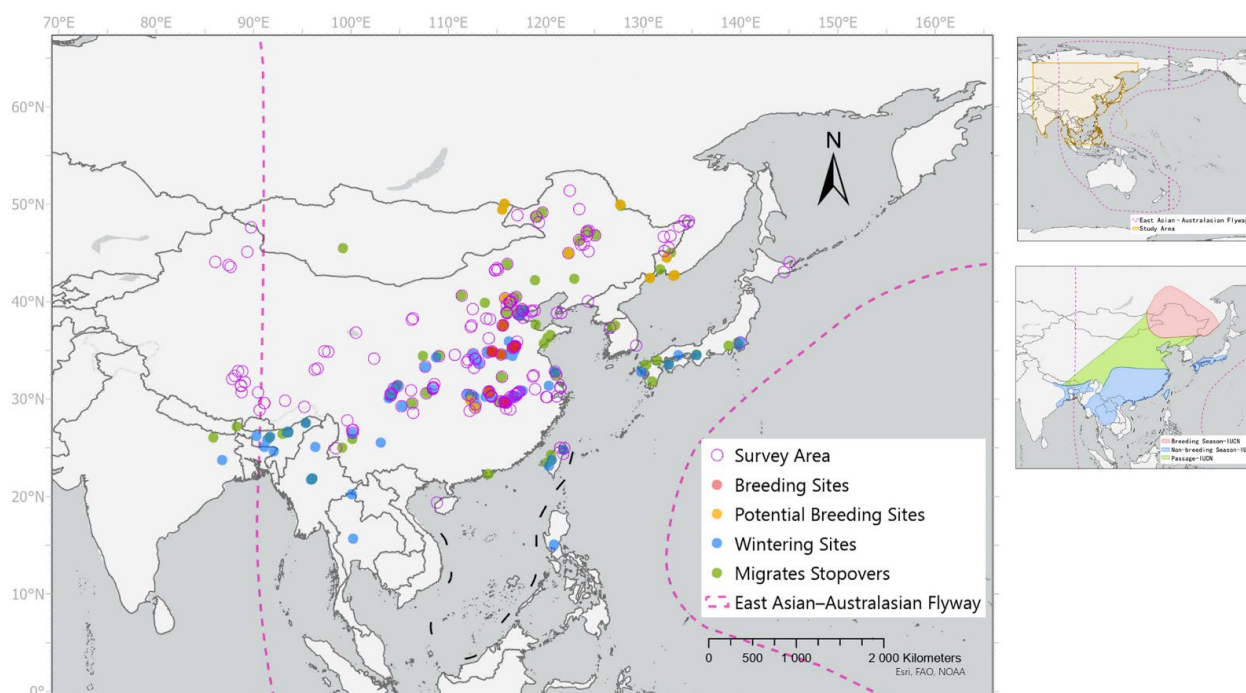 70°E 80°E 90°E 100°E 110°E 120°E 130°E 140°E 150°E 160°E
60°N
50°N
40°N
30°N
20°N
10°N
0°
N
Survey Area
Breeding Sites
Potential Breeding Sites
Wintering Sites
Migrates Stopovers
East Asian–Australasian Flyway
0 500 1 000 2 000 Kilometers
Esri, FAO, NOAA
East Asian–Australasian Flyway
Study Area
Breeding Season-IUCN
Non-breeding Season-IU
Passage-IUCN